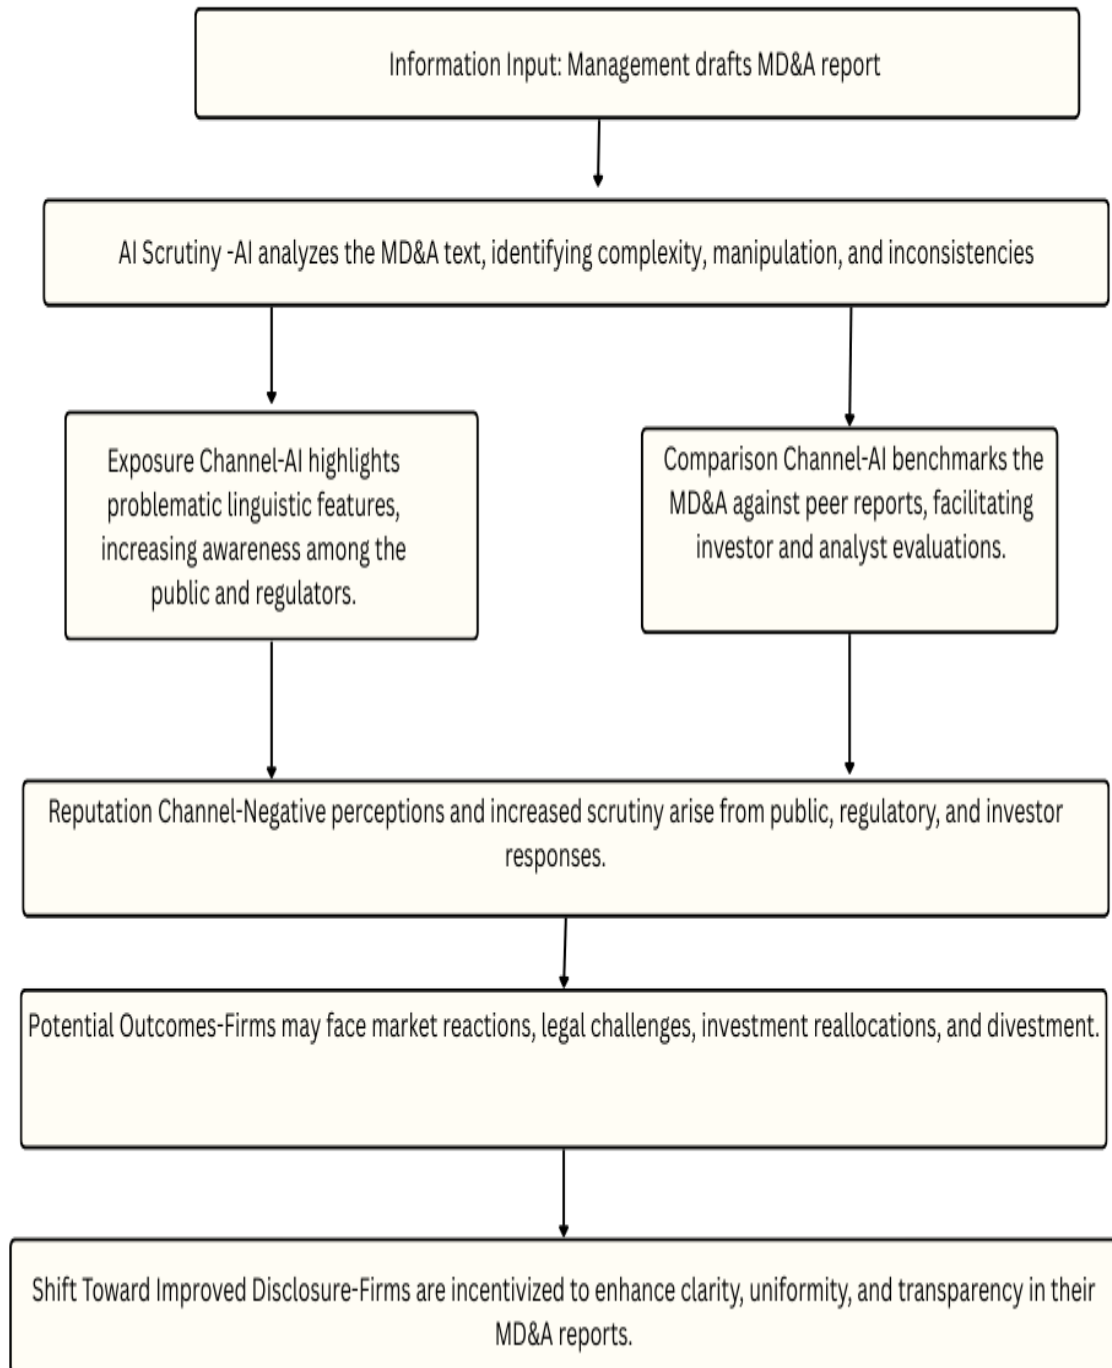 Information Input: Management drafts MD&A report
AI Scrutiny -AI analyzes the MD&A text, identifying complexity, manipulation, and inconsistencies
Exposure Channel-AI highlights
problematic linguistic features,
increasing awareness among the
public and regulators.
Comparison Channel-AI benchmarks the
MD&A against peer reports, facilitating
investor and analyst evaluations.
Reputation Channel-Negative perceptions and increased scrutiny arise from public, regulatory, and investor
responses.
Potential Outcomes-Firms may face market reactions, legal challenges, investment reallocations, and divestment.
Shift Toward Improved Disclosure-Firms are incentivized to enhance clarity, uniformity, and transparency in their
MD&A reports.